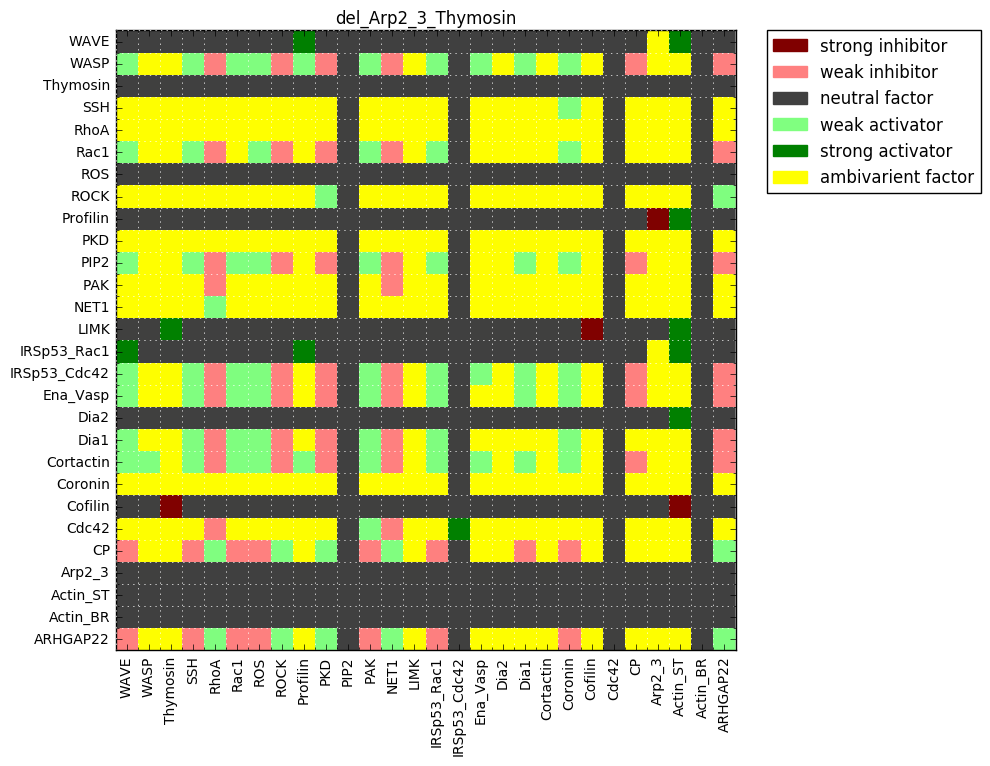 del_Arp2_3_Thymosin
WAVE
WASP
Thymosin
SSH
RhoA
Rac1
ROS
ROCK
Profilin
PKD
PIP2
PAK
NET1
LIMK
IRSp53_Rac1
IRSp53_Cdc42
Ena_Vasp
Dia2
Dia1
Cortactin
Coronin
Cofilin
Cdc42
CP
Arp2_3
Actin_ST
Actin_BR
ARHGAP22
WAVE
WASP
Thymosin
SSH
RhoA
Rac1
ROS
ROCK
Profilin
PKD
PIP2
PAK
NET1
LIMK
IRSp53_Rac1
IRSp53_Cdc42
Ena_Vasp
Dia2
Dia1
Cortactin
Coronin
Cofilin
Cdc42
CP
Arp2_3
Actin_ST
Actin_BR
ARHGAP22
strong inhibitor
weak inhibitor
neutral factor
weak activator
strong activator
ambivarient factor